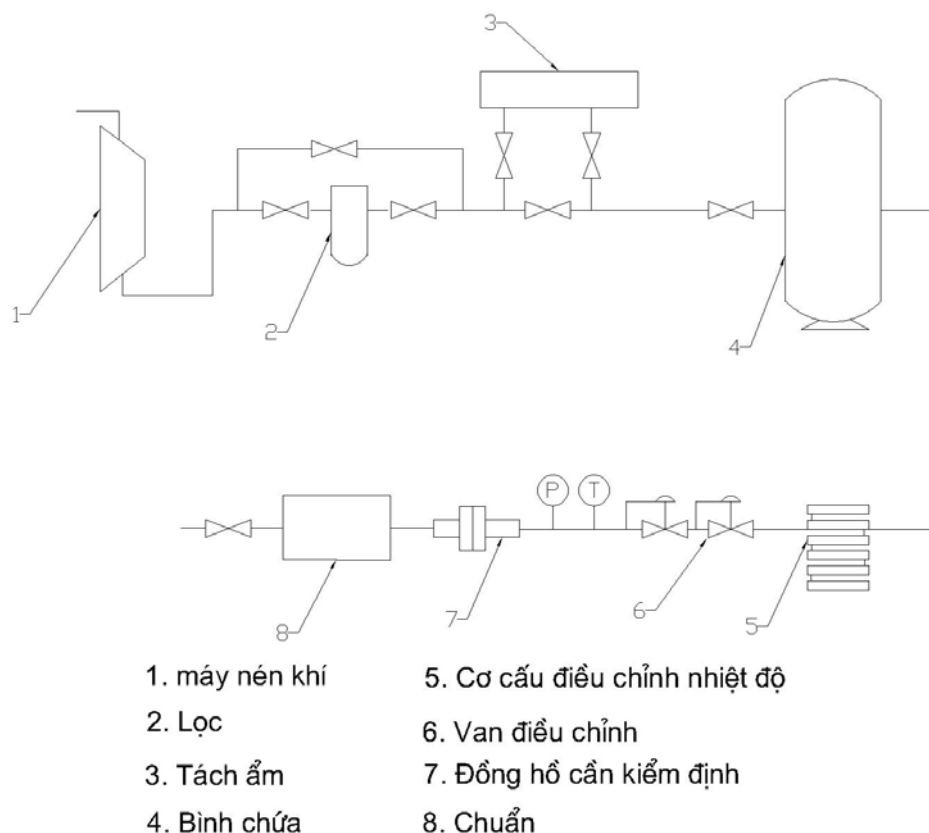 3
1
2
4
P T
8
7
6
5
1. máy nén khí
5. Cơ cấu điều chỉnh nhiệt độ
2. Lọc
6. Van điều chỉnh
3. Tách ẩm
7. Đồng hồ cần kiểm định
4. Bình chứa
8. Chuẩn